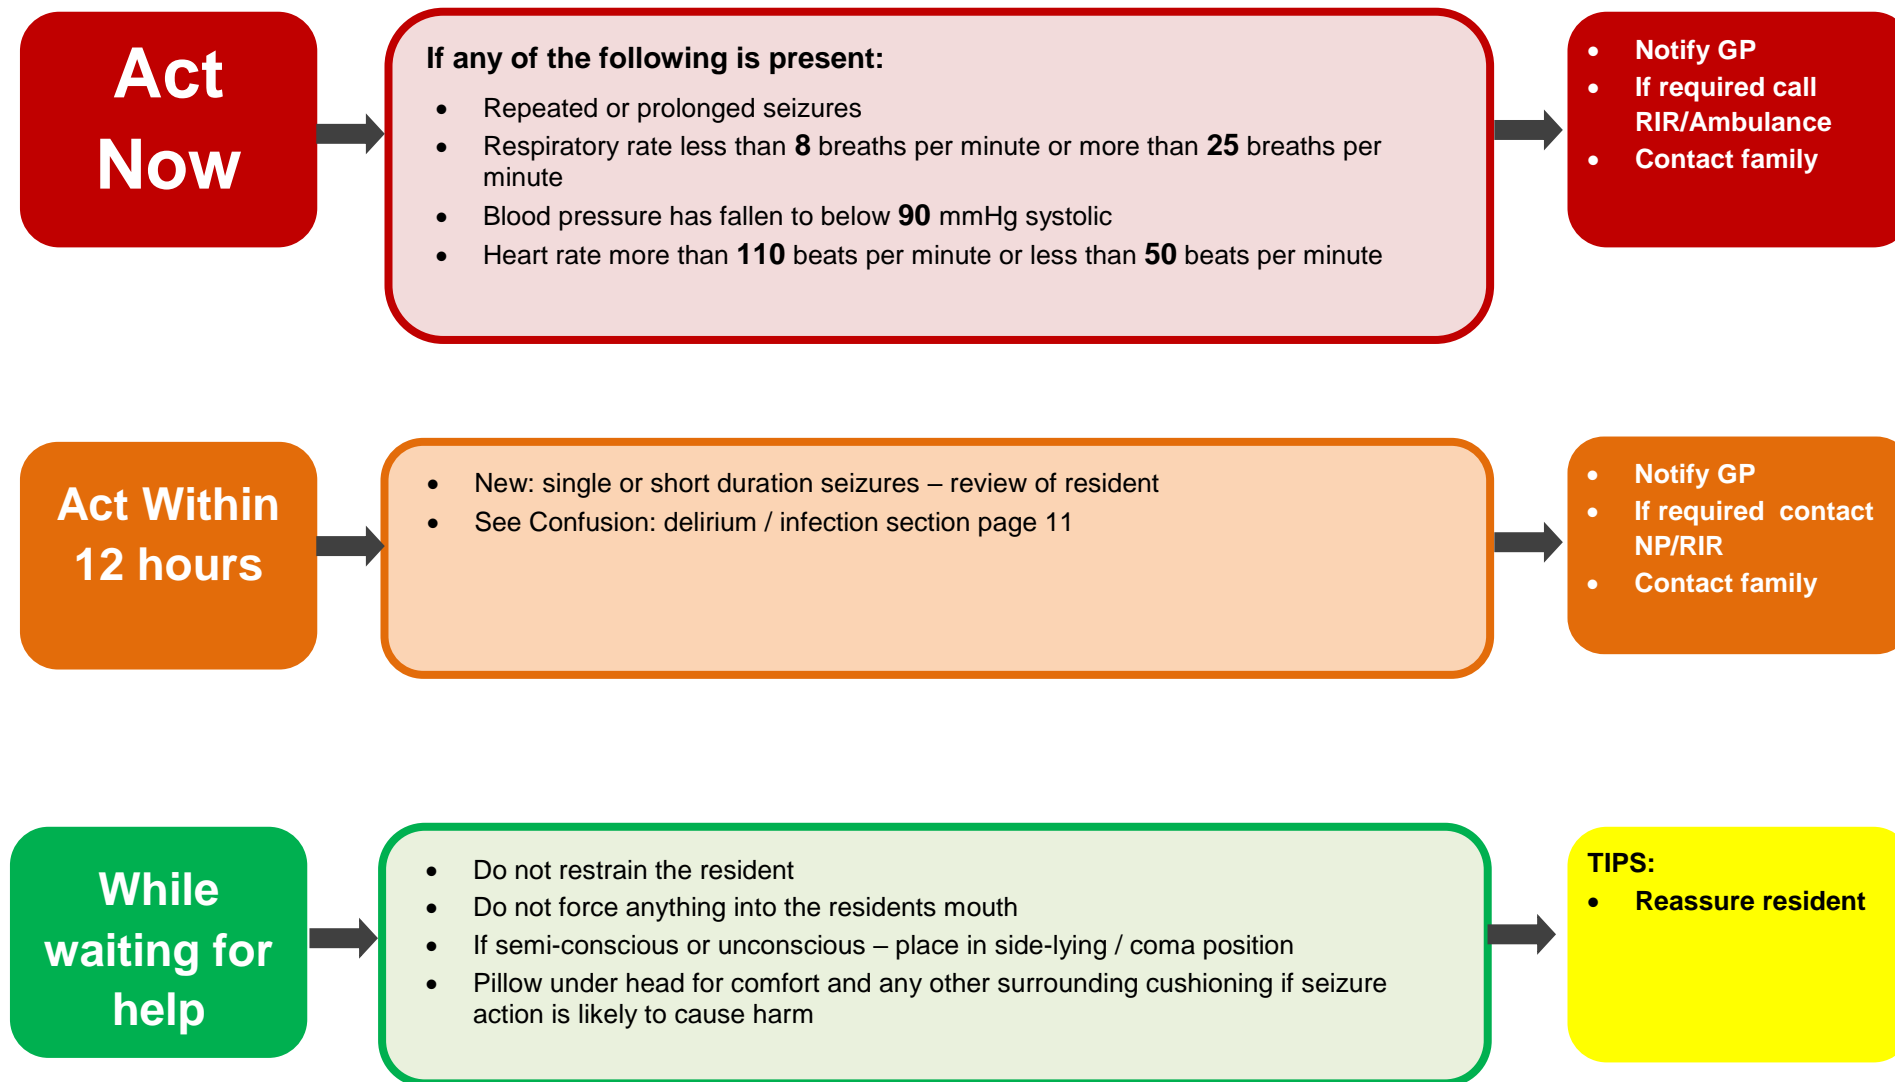 Act
Now
If any of the following is present:
• Repeated or prolonged seizures
• Respiratory rate less than 8 breaths per minute or more than 25 breaths per
minute
• Blood pressure has fallen to below 90 mmHg systolic
• Heart rate more than 110 beats per minute or less than 50 beats per minute
• Notify GP
• If required call
RIR/Ambulance
• Contact family
Act Within
12 hours
• New: single or short duration seizures – review of resident
• See Confusion: delirium / infection section page 11
• Notify GP
• If required  contact
NP/RIR
• Contact family
While
waiting for
help
• Do not restrain the resident
• Do not force anything into the residents mouth
• If semi-conscious or unconscious – place in side-lying / coma position
• Pillow under head for comfort and any other surrounding cushioning if seizure
action is likely to cause harm
TIPS:
• Reassure resident